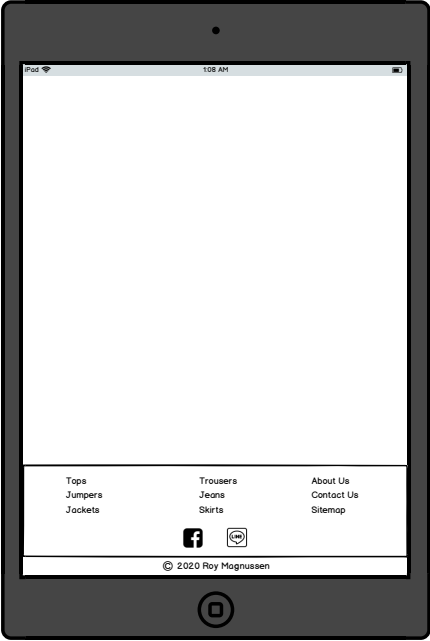 iPad 1:08 AM
Tops Trousers About Us
Jumpers Jeans Contact Us
Jackets Skirts Sitemap
LINE
© 2020 Roy Magnussen